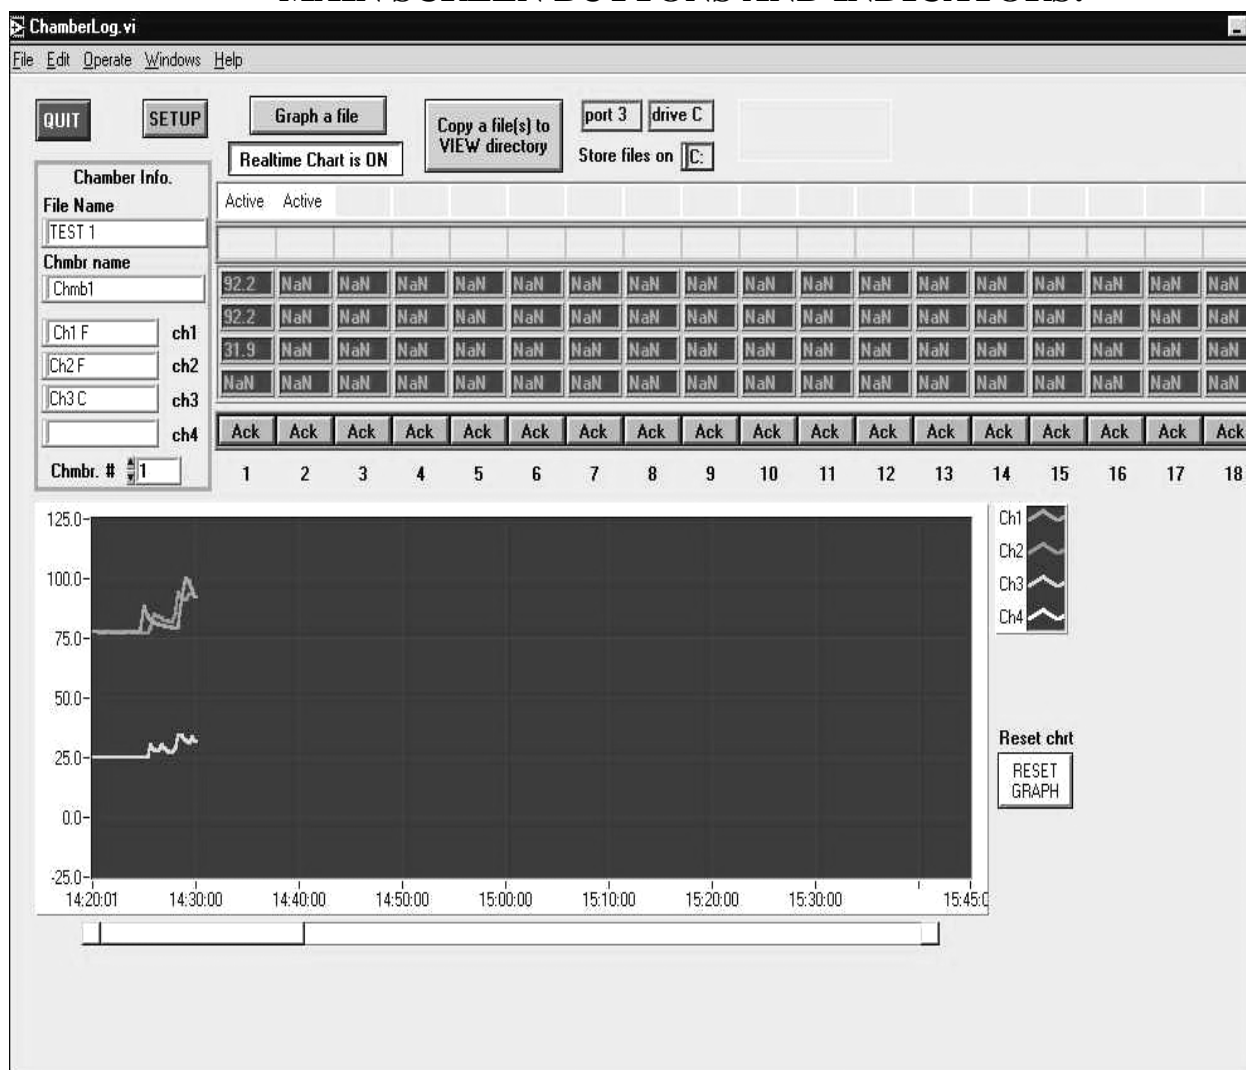 MAIN SCREEN BUTTONS AND INDICATORS:
ChamberLog.vi
File Edit Operate Windows Help
QUIT
SETUP
Graph a file
Realtime Chart is ON
Copy a file(s) to
VIEW directory
port 3 drive C
Store files on C:
Chamber Info.
File Name
TEST 1
Chmbr name
Chmb1
Ch1 F ch1
Ch2 F ch2
Ch3 C ch3
ch4
Chmbr. # 1
Active Active
92.2 NaN NaN NaN NaN NaN NaN NaN NaN NaN NaN NaN NaN NaN NaN NaN NaN NaN
92.2 NaN NaN NaN NaN NaN NaN NaN NaN NaN NaN NaN NaN NaN NaN NaN NaN NaN
31.9 NaN NaN NaN NaN NaN NaN NaN NaN NaN NaN NaN NaN NaN NaN NaN NaN NaN
NaN NaN NaN NaN NaN NaN NaN NaN NaN NaN NaN NaN NaN NaN NaN NaN NaN NaN
Ack Ack Ack Ack Ack Ack Ack Ack Ack Ack Ack Ack Ack Ack Ack Ack Ack Ack
1 2 3 4 5 6 7 8 9 10 11 12 13 14 15 16 17 18
125.0
100.0
75.0
50.0
25.0
0.0
-25.0
14:20:01 14:30:00 14:40:00 14:50:00 15:00:00 15:10:00 15:20:00 15:30:00 15:45:0
Ch1
Ch2
Ch3
Ch4
Reset chrt
RESET
GRAPH